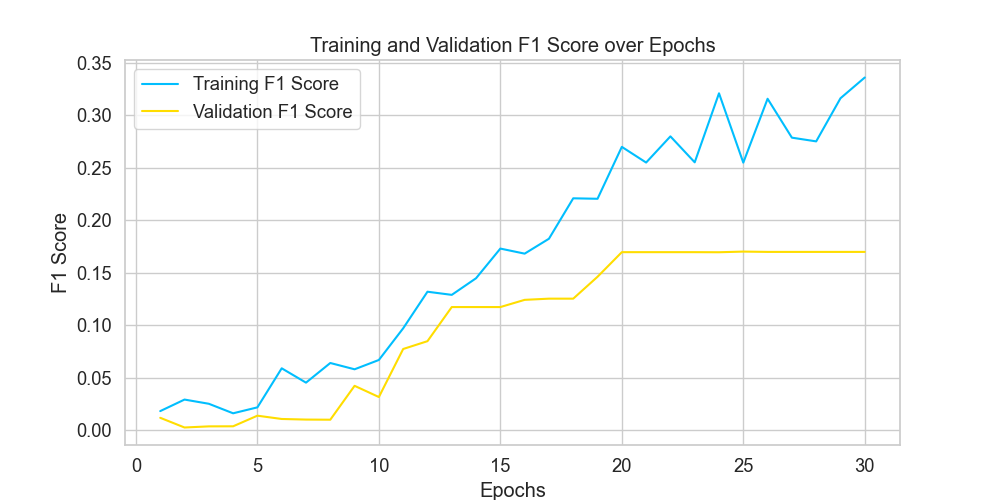 Training and Validation F1 Score over Epochs
Training F1 Score
Validation F1 Score
F1 Score
0.35
0.30
0.25
0.20
0.15
0.10
0.05
0.00
0 5 10 15 20 25 30
Epochs